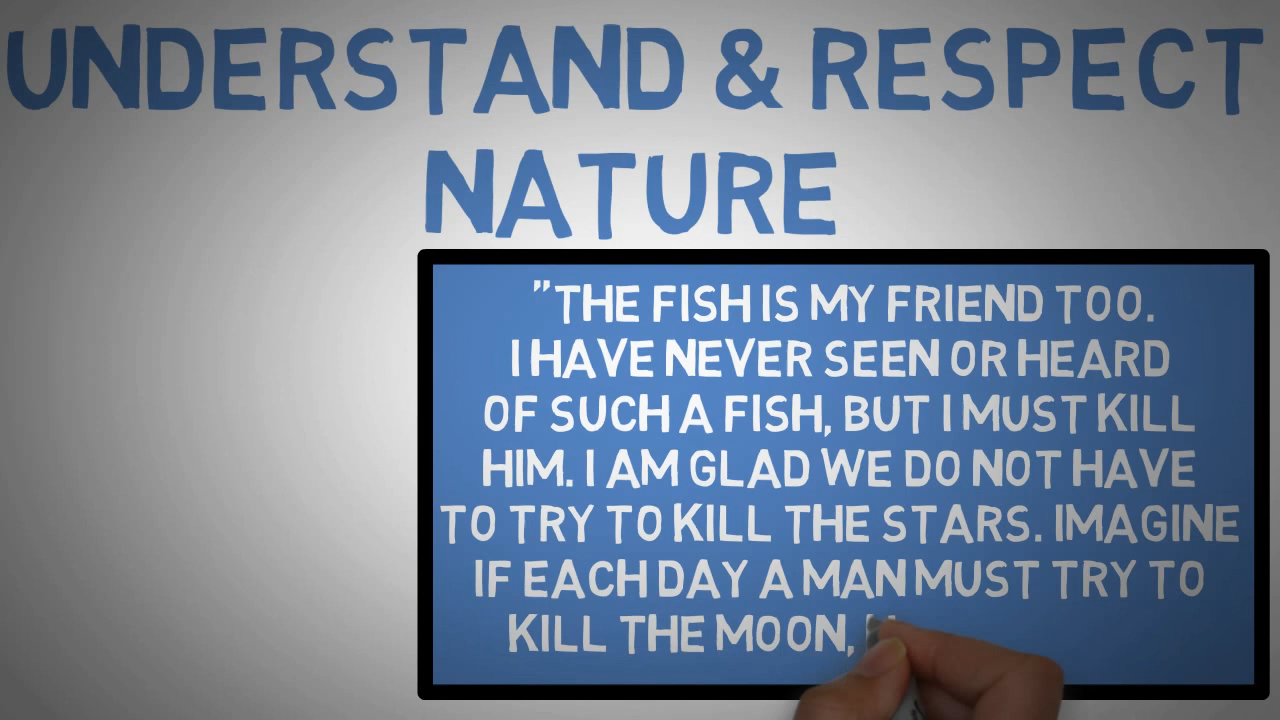 UNDERSTAND & RESPECT
NATURE
"THE FISH IS MY FRIEND TOO.
I HAVE NEVER SEEN OR HEARD
OF SUCH A FISH, BUT I MUST KILL
HIM. I AM GLAD WE DO NOT HAVE
TO TRY TO KILL THE STARS. IMAGINE
IF EACH DAY A MAN MUST TRY TO
KILL THE MOON,